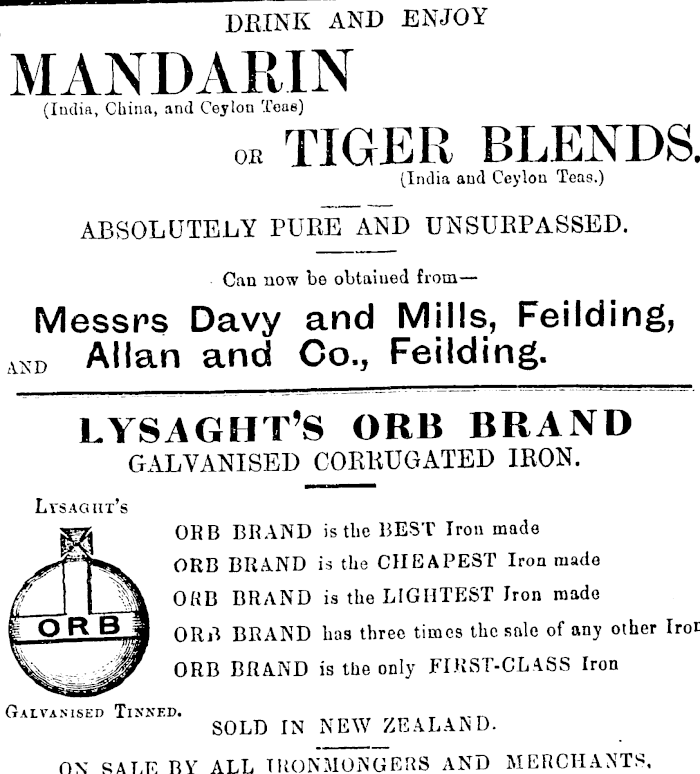 DRINK AND ENJOY
MANDARIN
(India, China, and Ceylon Teas)
OR TIGER BLENDS.
(India and Ceylon Teas.)
ABSOLUTELY PURE AND UNSURPASSED.
Can now be obtained from—
Messrs Davy and Mills, Feilding,
AND Allan and Co., Feilding.
LYSAGHT'S ORB BRAND
GALVANISED CORRUGATED IRON.
LYSAGHT'S
ORB
GALVANISED TINNED.
ORB BRAND is the BEST Iron made
ORB BRAND is the CHEAPEST Iron made
ORB BRAND is the LIGHTEST Iron made
ORB BRAND has three times the sale of any other Iron
ORB BRAND is the only FIRST-CLASS Iron
SOLD IN NEW ZEALAND.
ON SALE BY ALL IRONMONGERS AND MERCHANTS.